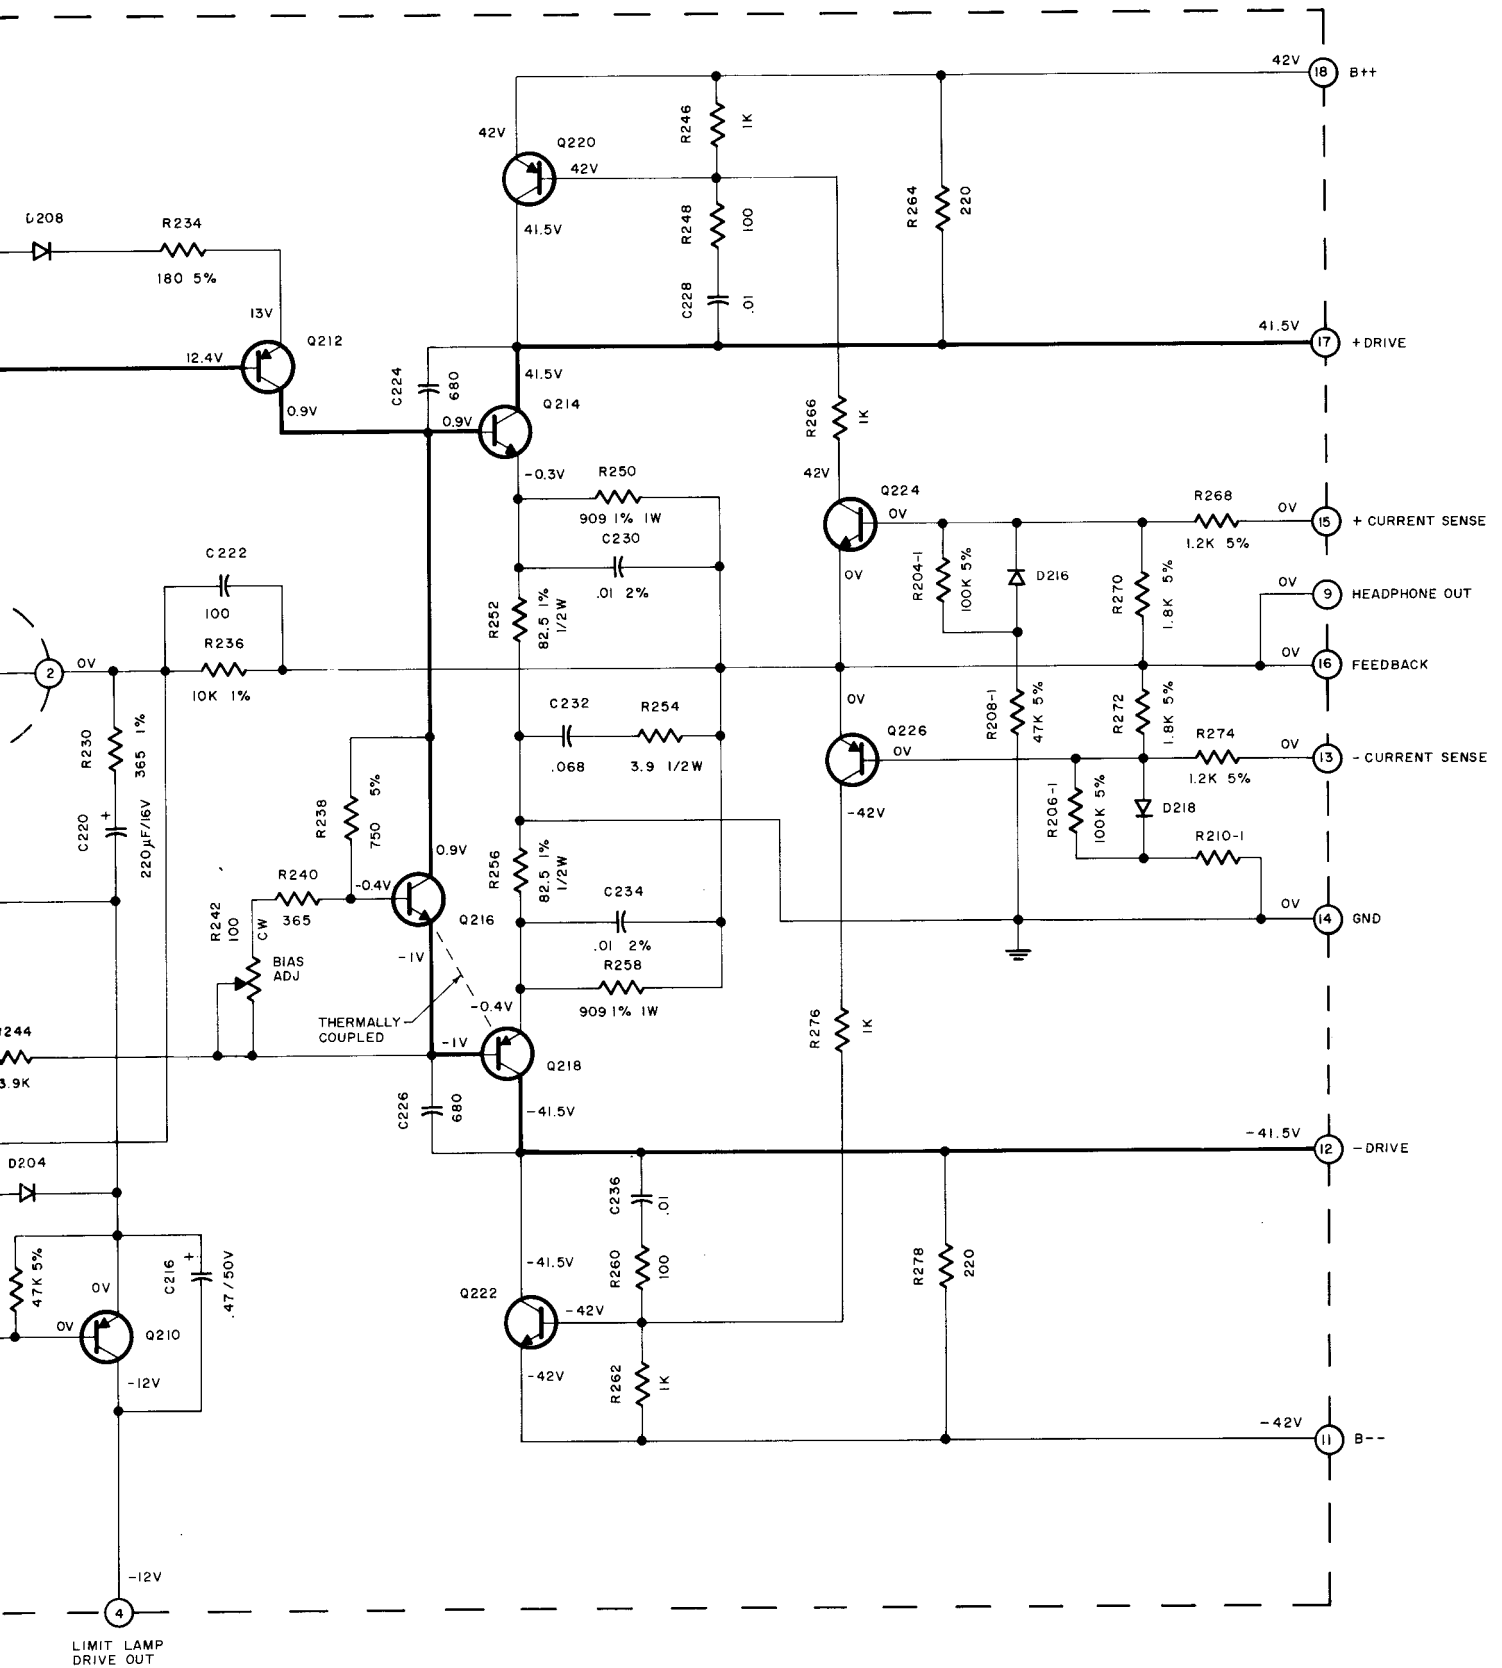 42V
18
B++
R246
1K
42V
Q220
42V
R264
220
R248
100
41.5V
D208
R234
180 5%
C228
.01
13V
Q212
41.5V
17
+DRIVE
12.4V
C224
680
41.5V
Q214
0.9V
0.9V
R266
1K
-0.3V
R250
909 1% 1W
42V
Q224
0V
R268
1.2K 5%
0V
15
+ CURRENT SENSE
C230
.01 2%
C222
100
R252
82.5 1%
1/2W
0V
R204-1
100K 5%
D216
R270
1.8K 5%
0V
9
HEADPHONE OUT
R236
10K 1%
2
0V
0V
16
FEEDBACK
R230
365 1%
C232
.068
R254
3.9 1/2W
0V
Q226
0V
R208-1
47K 5%
R272
1.8K 5%
R274
1.2K 5%
0V
13
- CURRENT SENSE
C220
+
220µF/16V
R238
750 5%
-42V
R206-1
100K 5%
D218
R210-1
0.9V
R256
82.5 1%
1/2W
R240
365
-0.4V
Q216
R242
100
CW
C234
.01 2%
0V
14
GND
BIAS
ADJ
-1V
R258
909 1% 1W
THERMALLY
COUPLED
-0.4V
-1V
Q218
R276
1K
244
3.9K
C226
680
-41.5V
-41.5V
12
-DRIVE
D204
C236
.01
47K 5%
0V
C216
+
.47/50V
-41.5V
R260
100
R278
220
0V
Q210
Q222
-42V
-12V
-42V
R262
1K
-42V
11
B--
-12V
4
LIMIT LAMP
DRIVE OUT